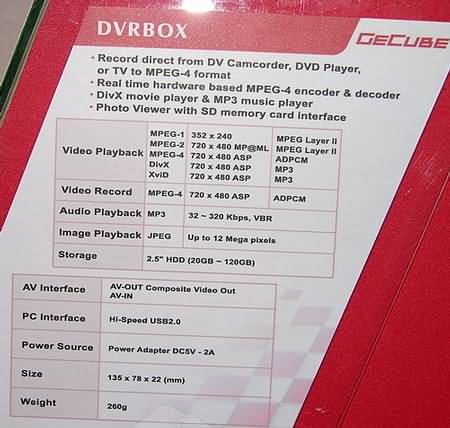 DVRBOX
GECUBE
• Record direct from DV Camcorder, DVD Player,
or TV to MPEG-4 format
• Real time hardware based MPEG-4 encoder & decoder
• DivX movie player & MP3 music player
• Photo Viewer with SD memory card interface
Video Playback
MPEG-1 352 x 240 MPEG Layer II
MPEG-2 720 x 480 MP@ML MPEG Layer II
MPEG-4 720 x 480 ASP ADPCM
DivX 720 x 480 ASP MP3
XviD 720 x 480 ASP MP3
Video Record MPEG-4 720 x 480 ASP ADPCM
Audio Playback MP3 32 ~ 320 Kbps, VBR
Image Playback JPEG Up to 12 Mega pixels
Storage 2.5" HDD (20GB ~ 120GB)
AV Interface AV-OUT Composite Video Out
AV-IN
PC Interface Hi-Speed USB2.0
Power Source Power Adapter DC5V - 2A
Size 135 x 78 x 22 (mm)
Weight 260g